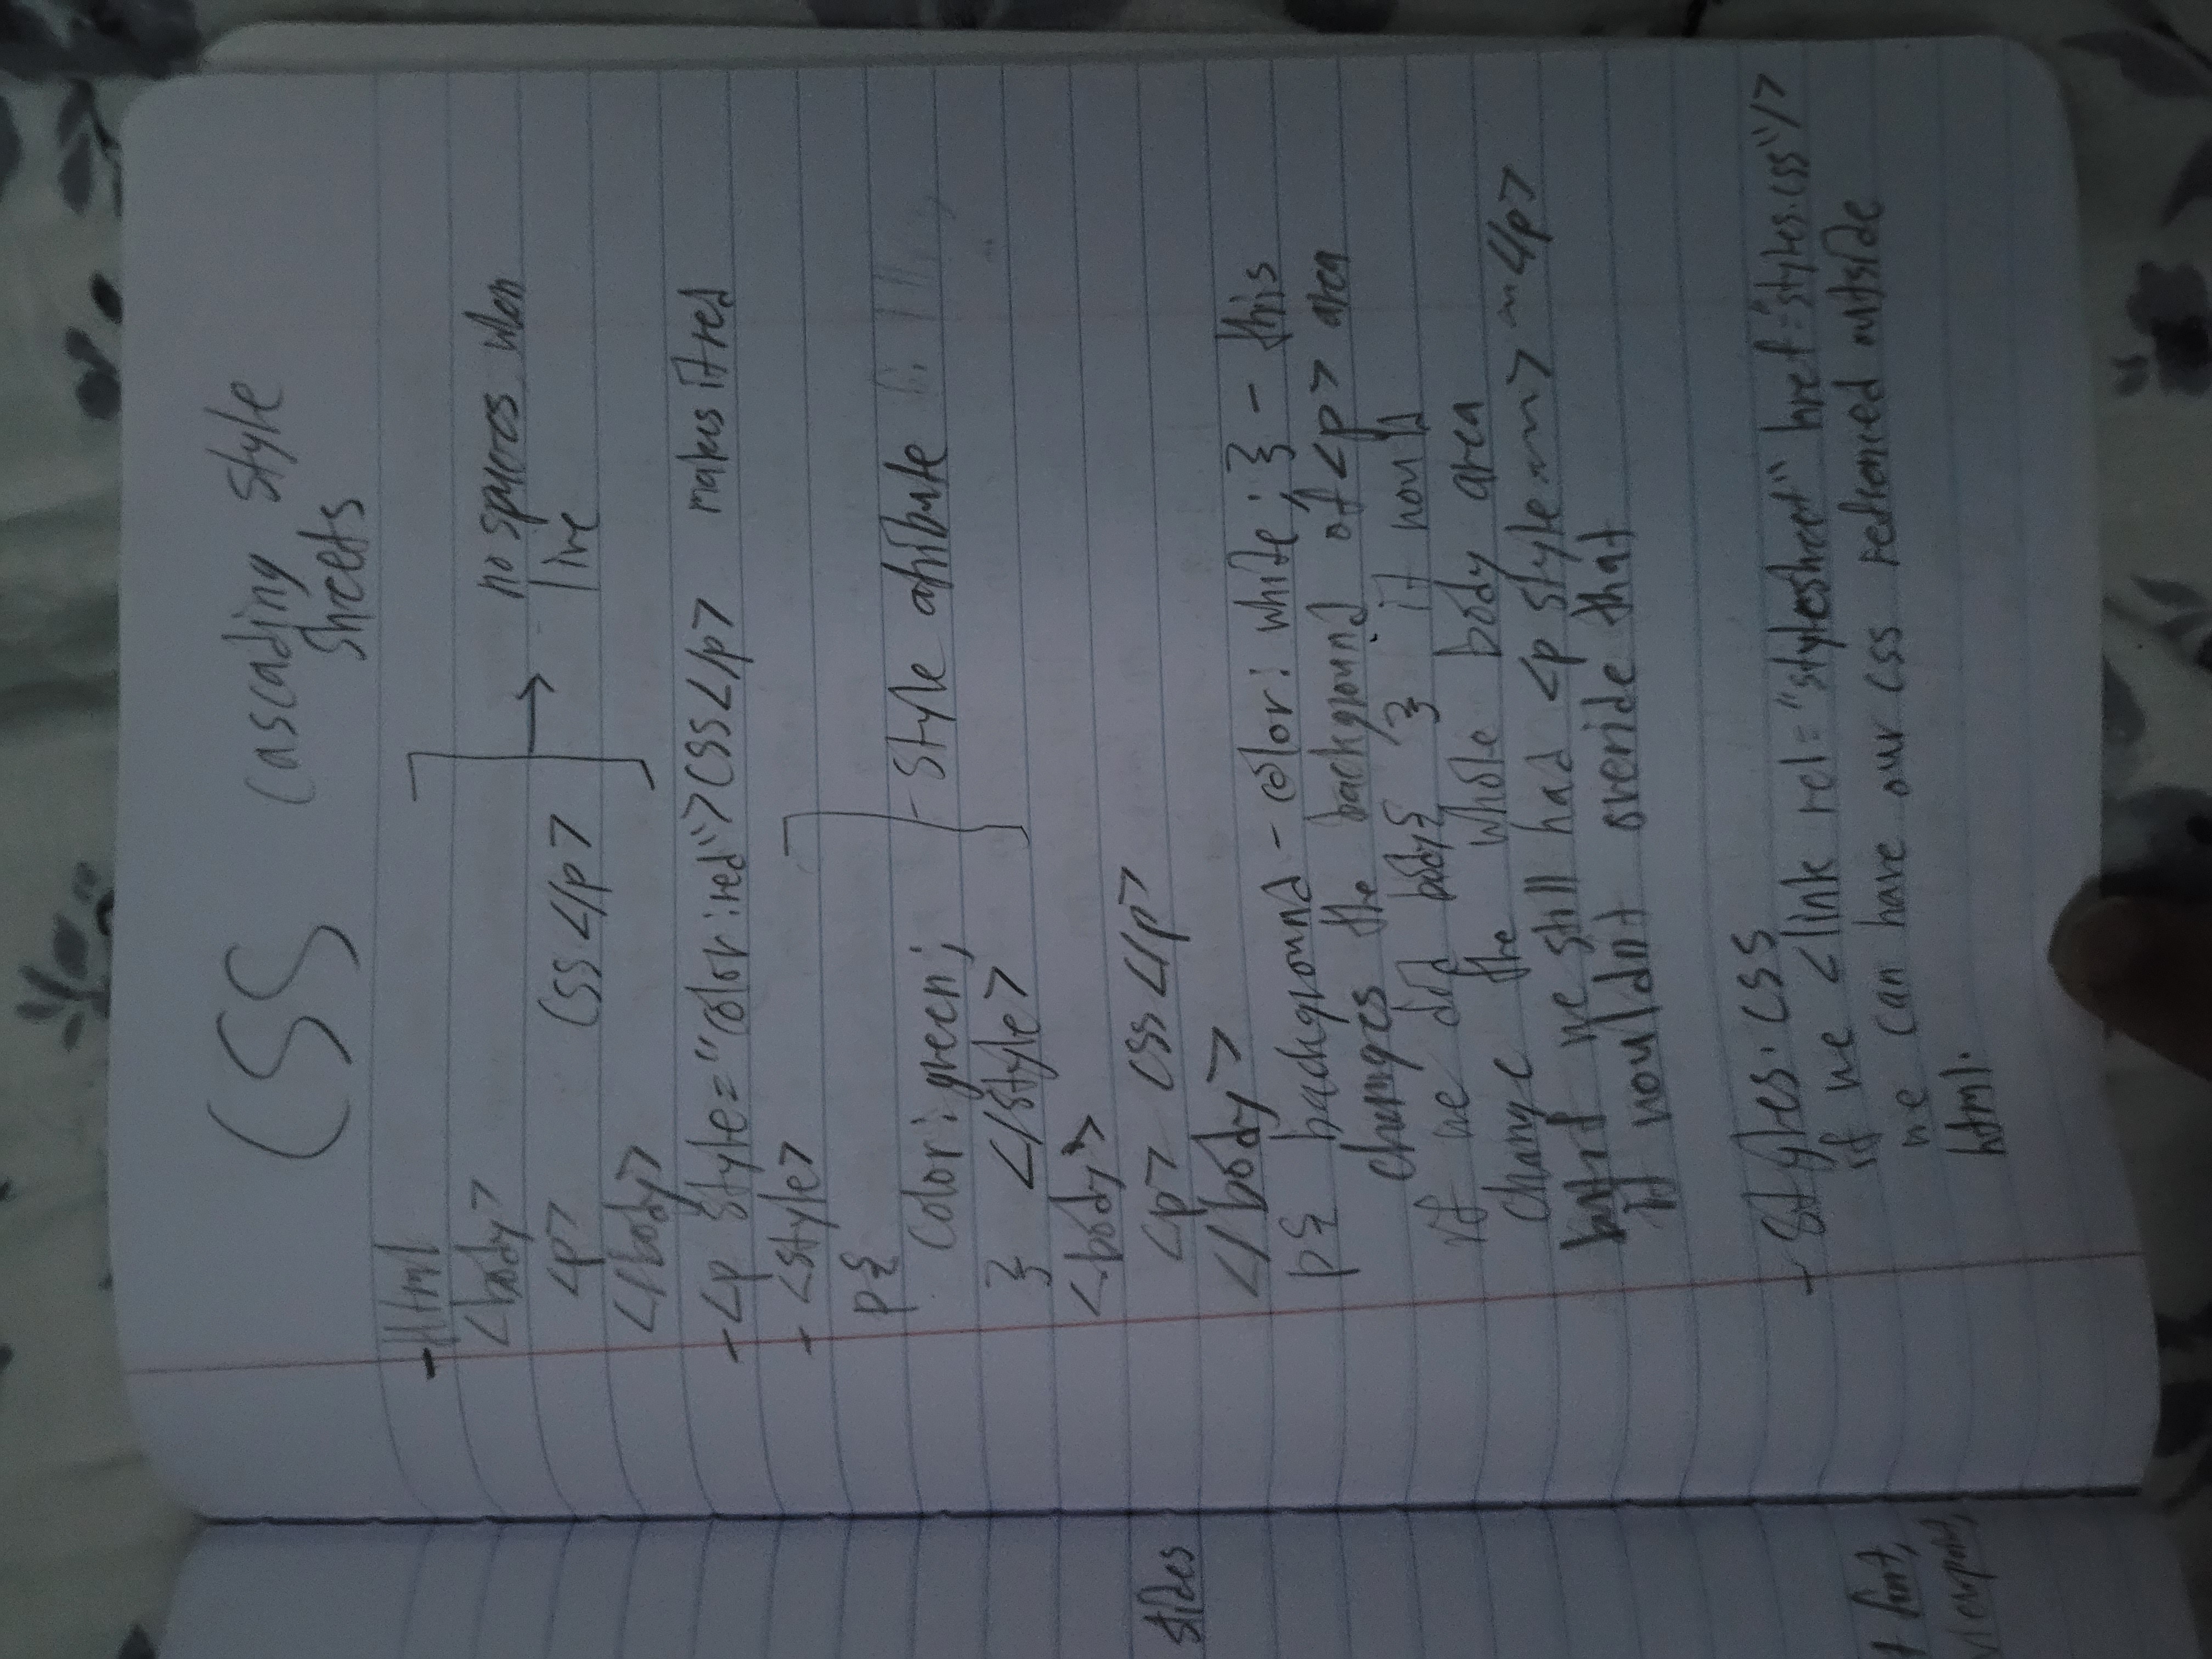 CSS Cascading Style
Sheets
- Html
<body>
<p> CSS </p>
</body>
no spaces when
live
- <p style="color:red">CSS</p> makes it red
- <style>
p{
color: green;
} </style>
Style atribute
<body>
<p> CSS </p>
</body>
p{ background-color: white; } - this
changes the background of <p> area
if we did body{ } it would
change the whole body area
but if we still had <p style=~~> ~</p>
it wouldn't overide that
- styles.css
if we <link rel="stylesheet" href="styles.css"/>
we can have our css outside
html.
slides
font,